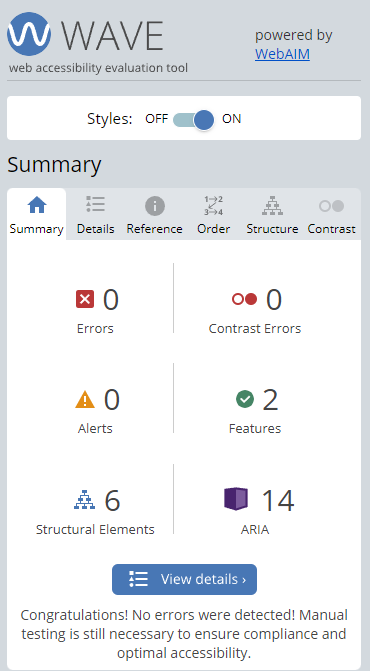 WAVE
web accessibility evaluation tool
powered by
WebAIM
Styles: OFF ON
Summary
Summary Details Reference Order Structure Contrast
0 0
Errors Contrast Errors
0 2
Alerts Features
6 14
Structural Elements ARIA
View details ›
Congratulations! No errors were detected! Manual
testing is still necessary to ensure compliance and
optimal accessibility.